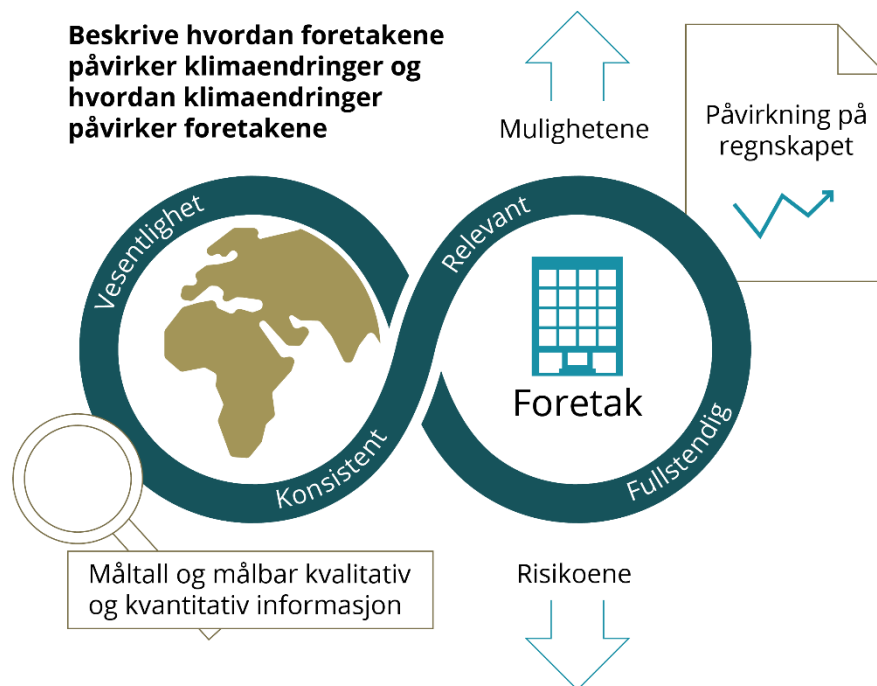 Beskrive hvordan foretakene
påvirker klimaendringer og
hvordan klimaendringer
påvirker foretakene
Mulighetene
Påvirkning på
regnskapet
Vesentlighet
Relevant
Foretak
Konsistent
Fullstendig
Måltall og målbar kvalitativ
og kvantitativ informasjon
Risikoene